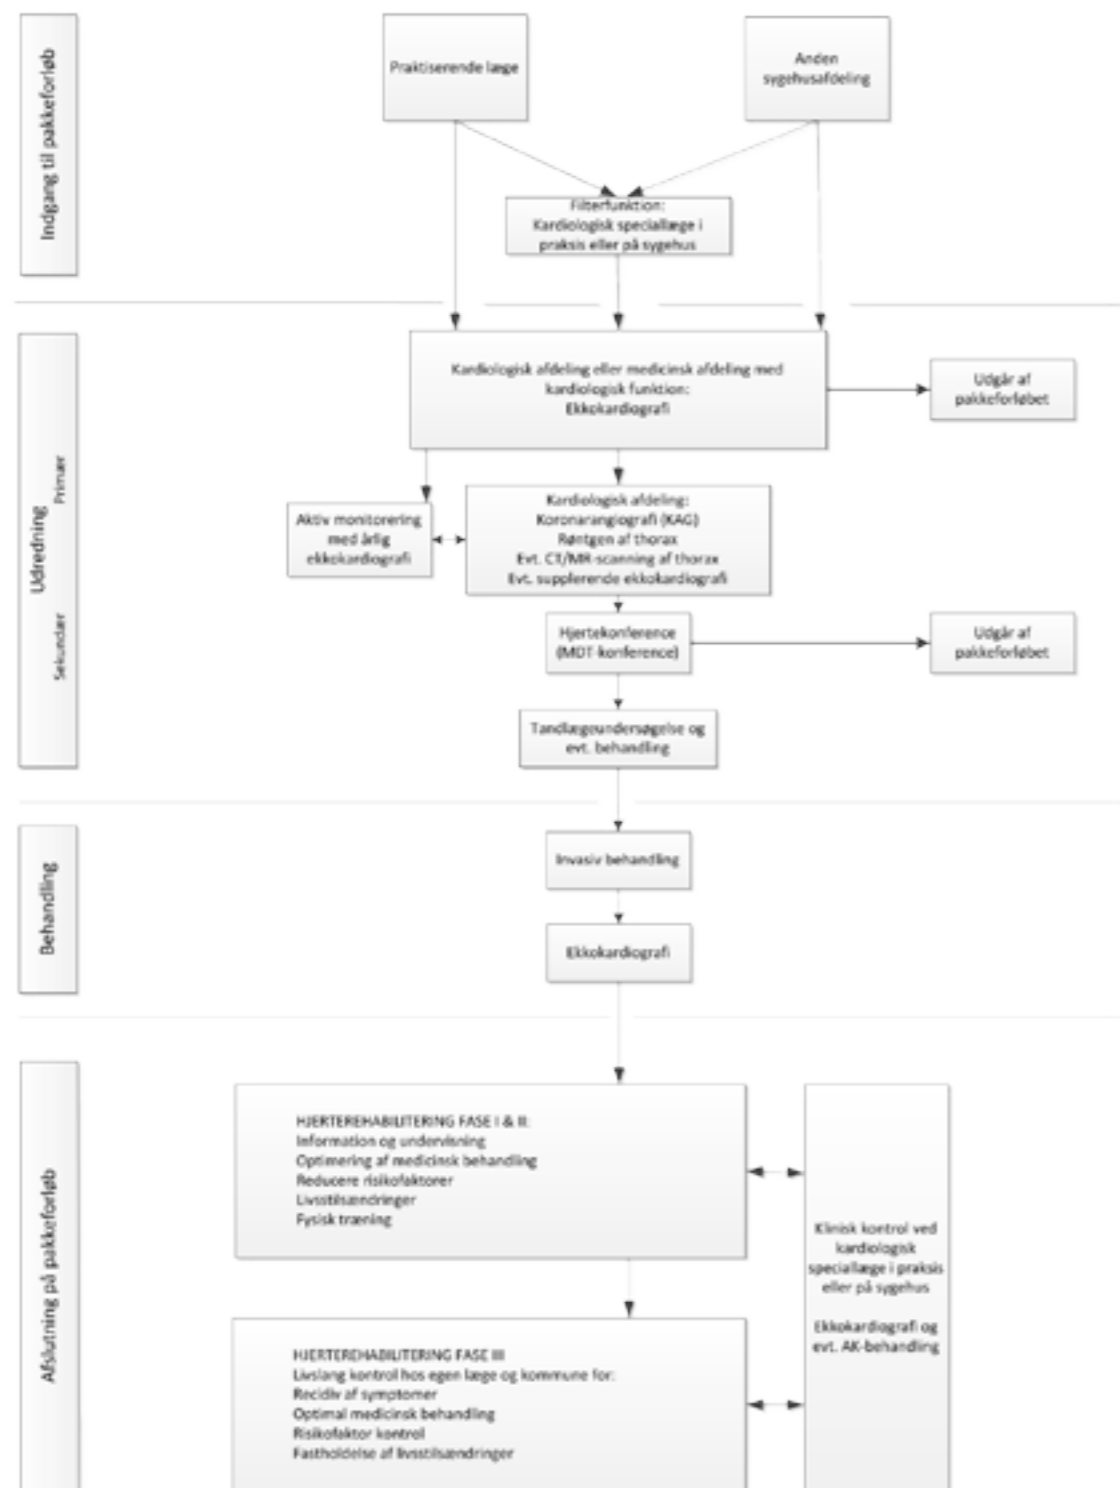 Indgang til pakkeforløb
Praktiserende læge
Anden
sygehusafdeling
Filterfunktion:
Kardiologisk speciallæge i
praksis eller på sygehus
Udredning
Primær
Sekundær
Kardiologisk afdeling eller medicinsk afdeling med
kardiologisk funktion:
Ekkokardiografi
Udgår af
pakkeforløbet
Aktiv monitorering
med årlig
ekkokardiografi
Kardiologisk afdeling:
Koronarangiografi (KAG)
Røntgen af thorax
Evt. CT/MR-scanning af thorax
Evt. supplerende ekkokardiografi
Hjertekonference
(MDT-konference)
Udgår af
pakkeforløbet
Tandlægeundersøgelse og
evt. behandling
Behandling
Invasiv behandling
Ekkokardiografi
Afslutning på pakkeforløb
HJERTEREHABILITERING FASE I & II:
Information og undervisning
Optimering af medicinsk behandling
Reducere risikofaktorer
Livsstilsændringer
Fysisk træning
Klinisk kontrol ved
kardiologisk
speciallæge i praksis
eller på sygehus
Ekkokardiografi og
evt. AK-behandling
HJERTEREHABILITERING FASE III
Livslang kontrol hos egen læge og kommune for:
Recidiv af symptomer
Optimal medicinsk behandling
Risikofaktor kontrol
Fastholdelse af livsstilsændringer